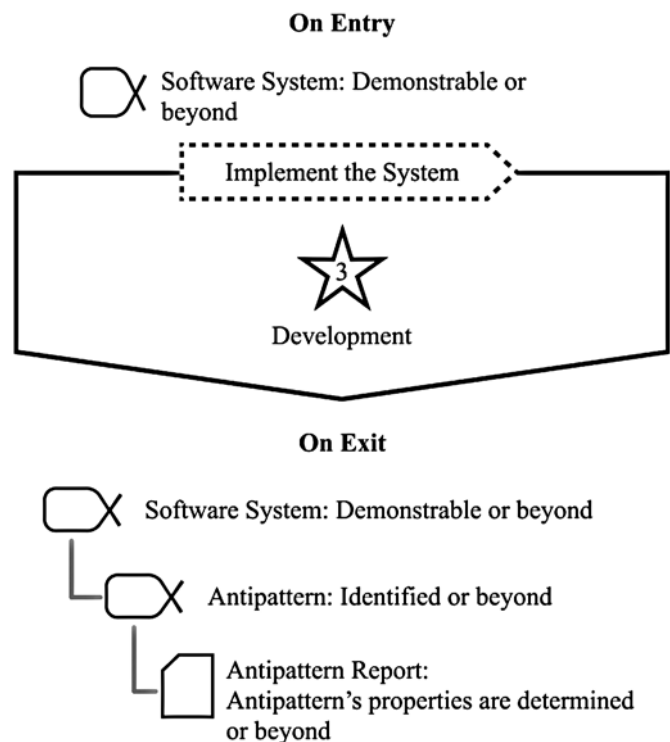 On Entry
Software System: Demonstrable or
beyond
Implement the System
3
Development
On Exit
Software System: Demonstrable or beyond
Antipattern: Identified or beyond
Antipattern Report:
Antipattern’s properties are determined
or beyond